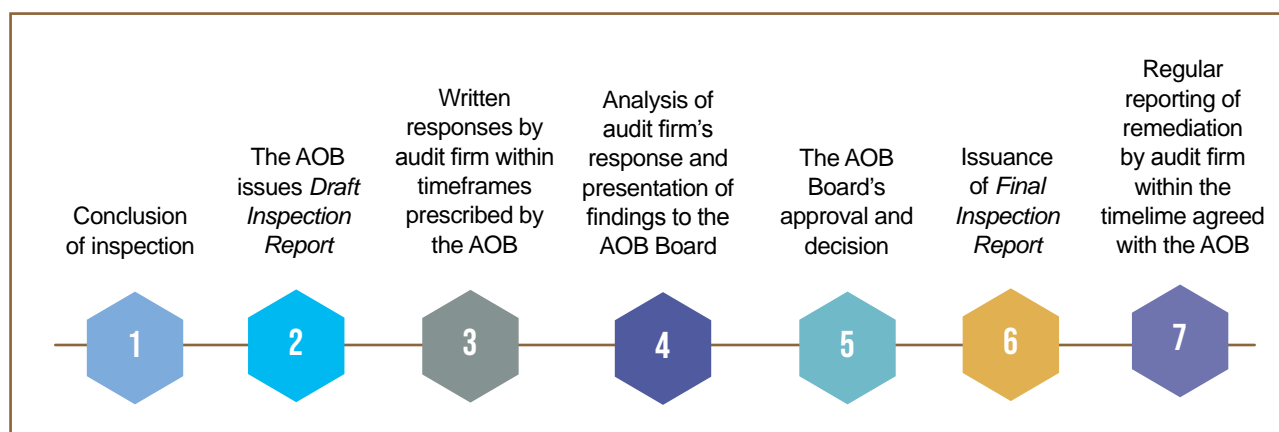 Conclusion
of inspection
The AOB
issues Draft
Inspection
Report
Written
responses by
audit firm within
timeframes
prescribed by
the AOB
Analysis of
audit firm's
response and
presentation of
findings to the
AOB Board
The AOB
Board's
approval and
decision
Issuance
of Final
Inspection
Report
Regular
reporting of
remediation
by audit firm
within the
timelime agreed
with the AOB
1
2
3
4
5
6
7